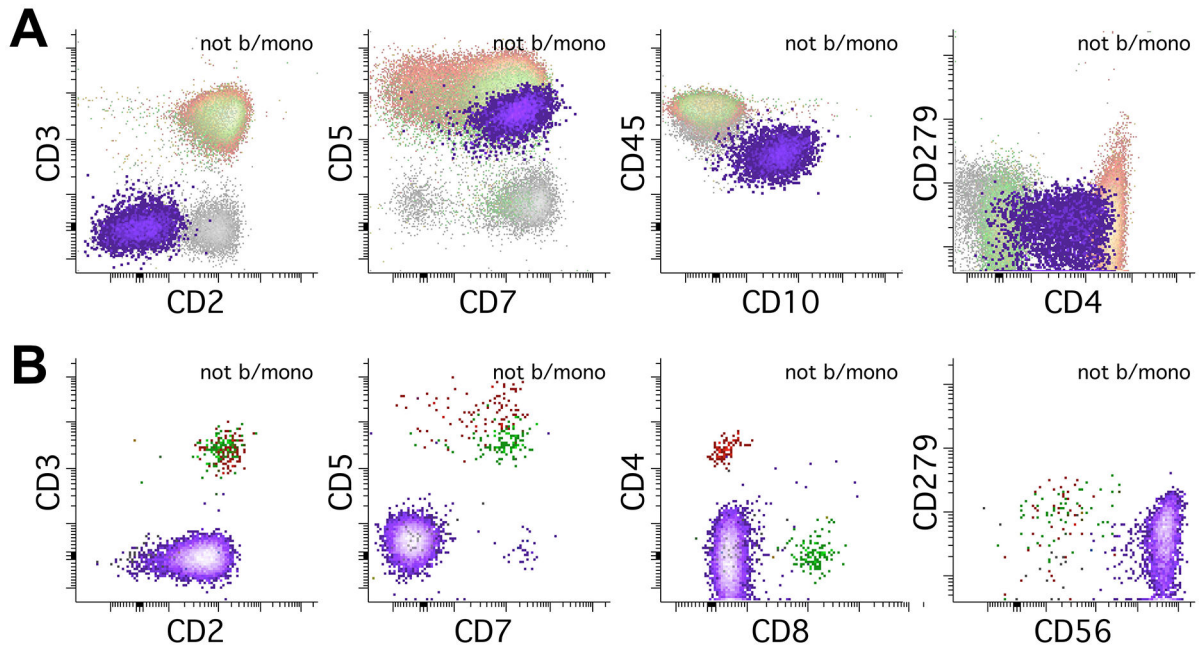 A
not b/mono
not b/mono
not b/mono
not b/mono
CD3
CD5
CD45
CD279
CD2
CD7
CD10
CD4
B
not b/mono
not b/mono
not b/mono
not b/mono
CD3
CD5
CD4
CD279
CD2
CD7
CD8
CD56